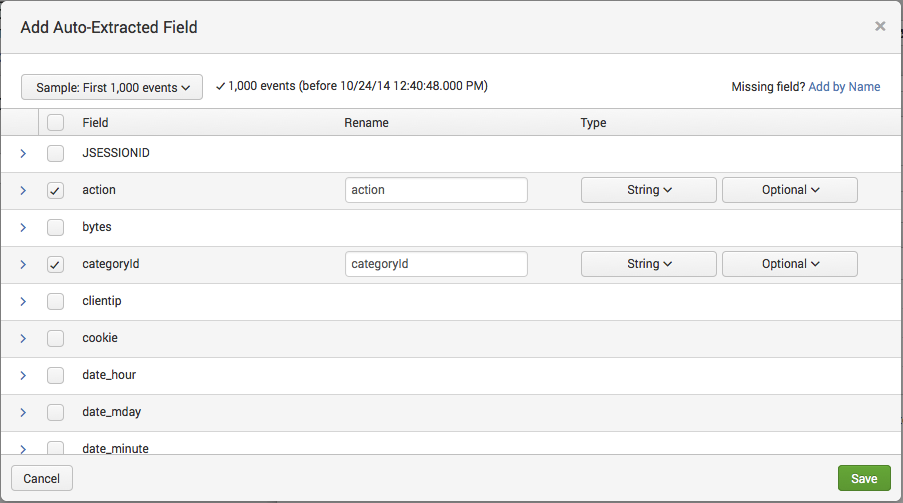 Add Auto-Extracted Field
Sample: First 1,000 events
1,000 events (before 10/24/14 12:40:48.000 PM)
Missing field? Add by Name
Field Rename Type
JSESSIONID
action action String Optional
bytes
categoryId categoryId String Optional
clientip
cookie
date_hour
date_mday
date_minute
Cancel Save